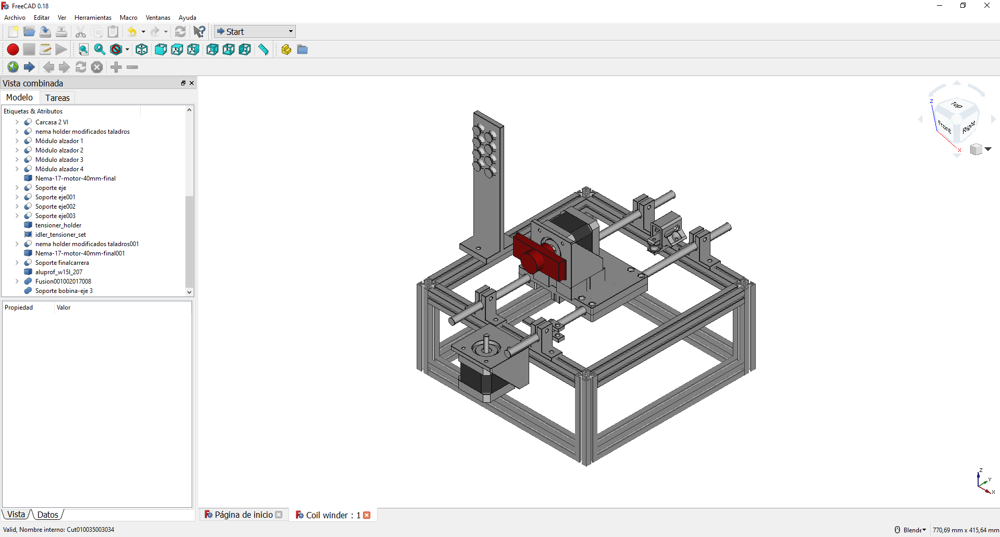 FreeCAD 0.18
Archivo Editar Ver Herramientas Macro Ventanas Ayuda
Start
Vista combinada
Modelo Tareas
Etiquetas & Atributos
Carcasa 2 VI
nema holder modificados taladros
Módulo alzador 1
Módulo alzador 2
Módulo alzador 3
Módulo alzador 4
Nema-17-motor-40mm-final
Soporte eje
Soporte eje001
Soporte eje002
Soporte eje003
tensioner_holder
idler_tensioner_set
nema holder modificados taladros001
Nema-17-motor-40mm-final001
Soporte finalcarrera
aluprof_w15l_207
Fusion001002017008
Soporte bobina-eje 3
Propiedad Valor
Vista Datos
Z
Top
Front
Right
X
Z
Y
X
Página de inicio
Coil winder : 1
Valid, Nombre interno: Cut010035003034
Blende
770,69 mm x 415,64 mm